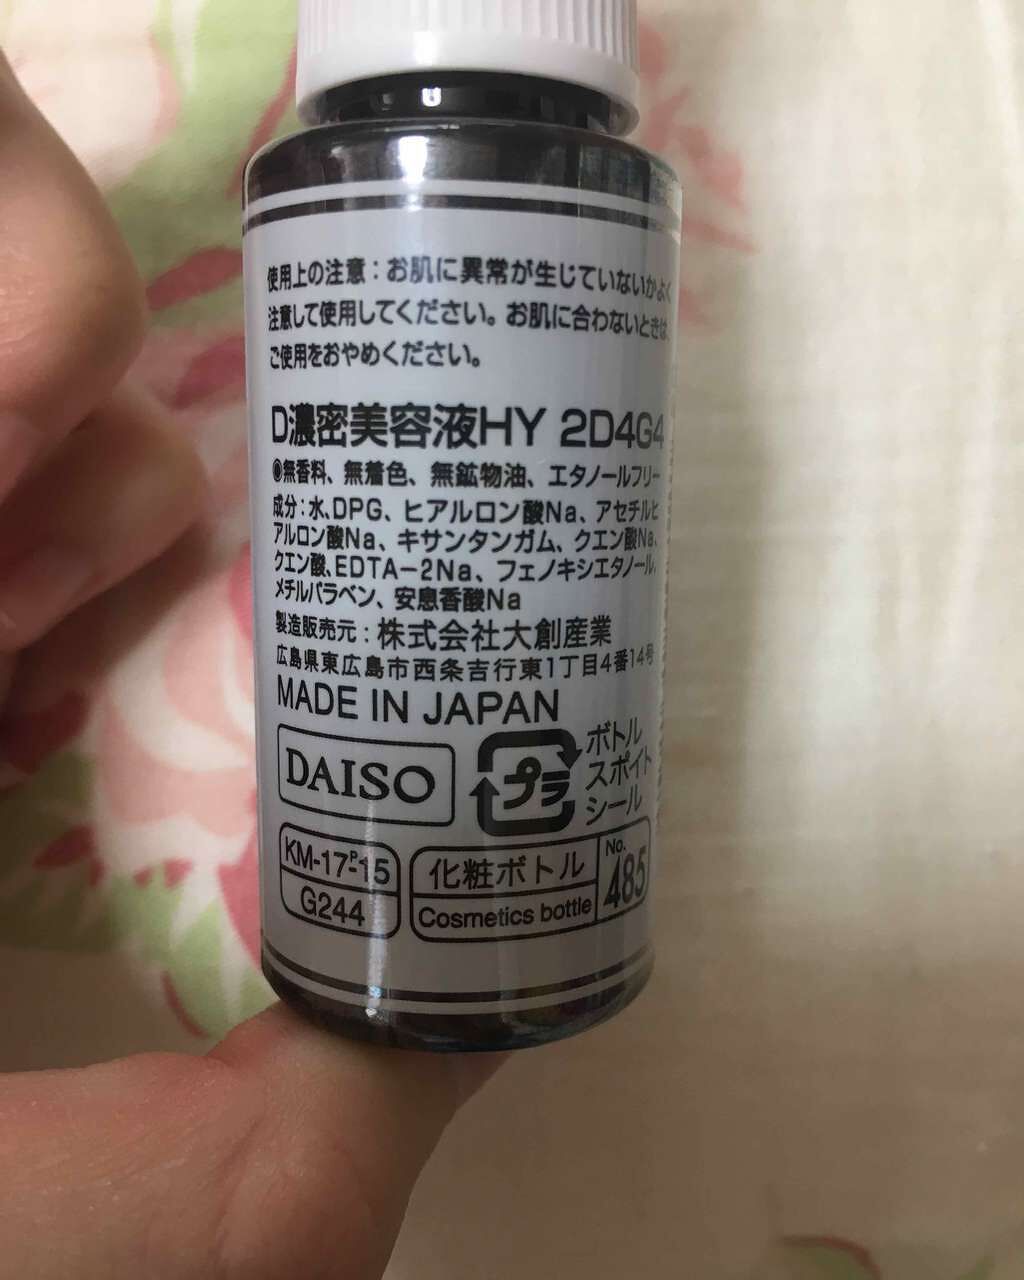 使用上の注意：お肌に異常が生じていないかよく
注意して使用してください。お肌に合わないときは、
ご使用をおやめください。
D濃密美容液HY 2D4G4
◉無香料、無着色、無鉱物油、エタノールフリー
成分：水、DPG、ヒアルロン酸Na、アセチルヒ
アルロン酸Na、キサンタンガム、クエン酸Na、
クエン酸、EDTA−2Na、フェノキシエタノール、
メチルパラベン、安息香酸Na
製造販売元：株式会社大創産業
広島県東広島市西条吉行東1丁目4番14号
MADE IN JAPAN
DAISO
プラ
ボトル
スポイト
シール
KM-17-P-15
G244
化粧ボトル
Cosmetics bottle
No.
485